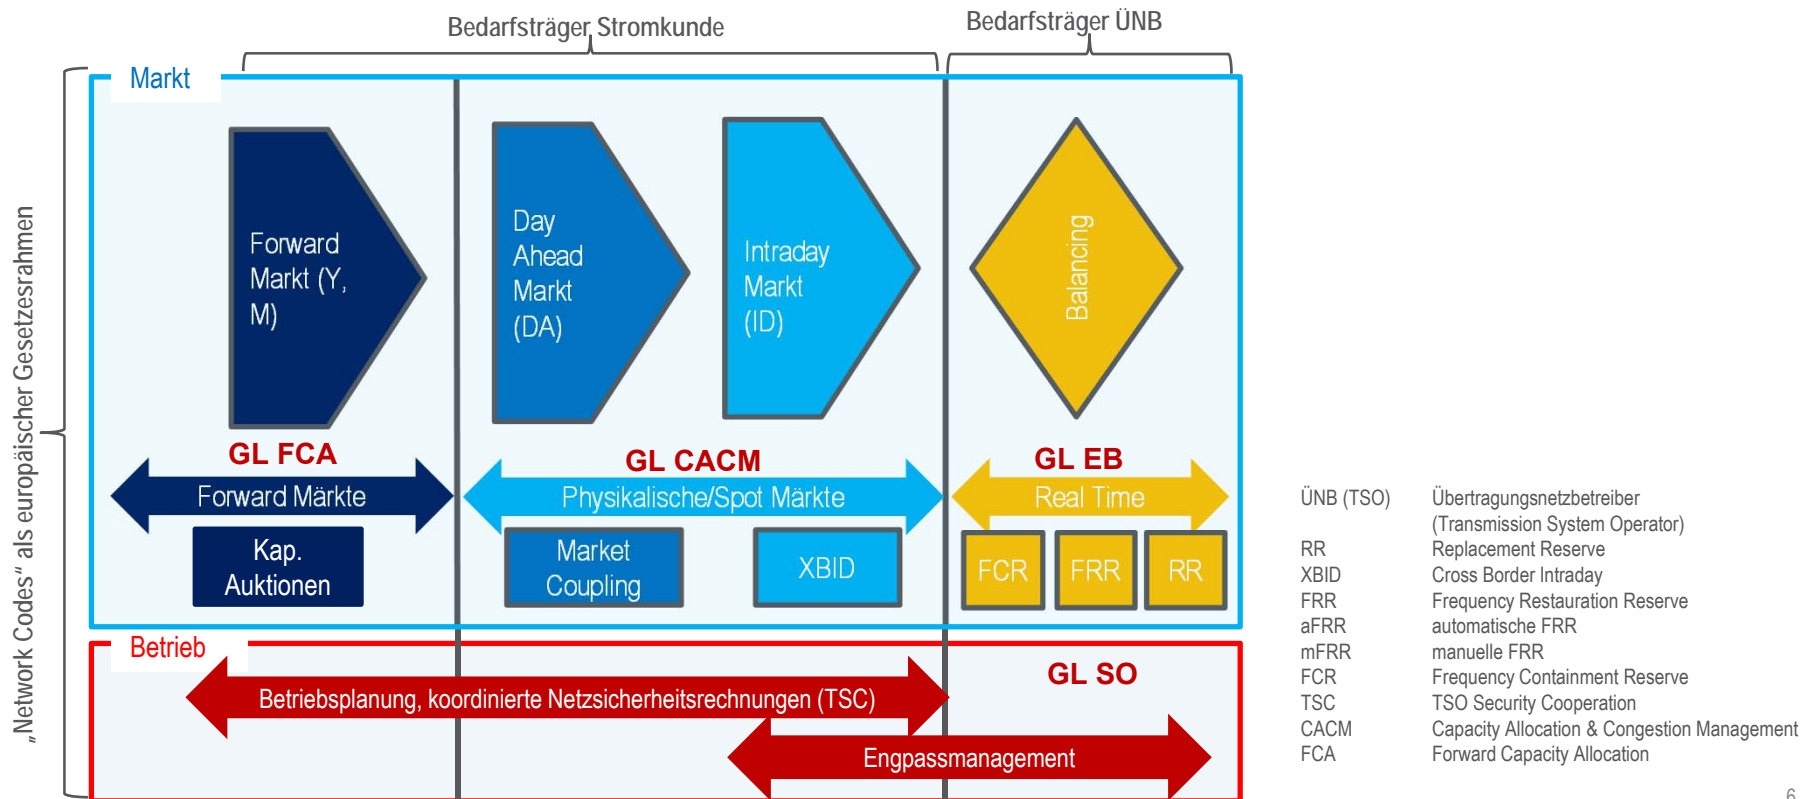 Bedarfsträger Stromkunde
Bedarfsträger ÜNB
„Network Codes“ als europäischer Gesetzesrahmen
Markt
Forward
Markt (Y,
M)
Day
Ahead
Markt
(DA)
Intraday
Markt
(ID)
Balancing
GL FCA
GL CACM
GL EB
Forward Märkte
Physikalische/Spot Märkte
Real Time
Kap.
Auktionen
Market
Coupling
XBID
FCR
FRR
RR
Betrieb
GL SO
Betriebsplanung, koordinierte Netzsicherheitsrechnungen (TSC)
Engpassmanagement
ÜNB (TSO) Übertragungsnetzbetreiber
(Transmission System Operator)
RR Replacement Reserve
XBID Cross Border Intraday
FRR Frequency Restauration Reserve
aFRR automatische FRR
mFRR manuelle FRR
FCR Frequency Containment Reserve
TSC TSO Security Cooperation
CACM Capacity Allocation & Congestion Management
FCA Forward Capacity Allocation